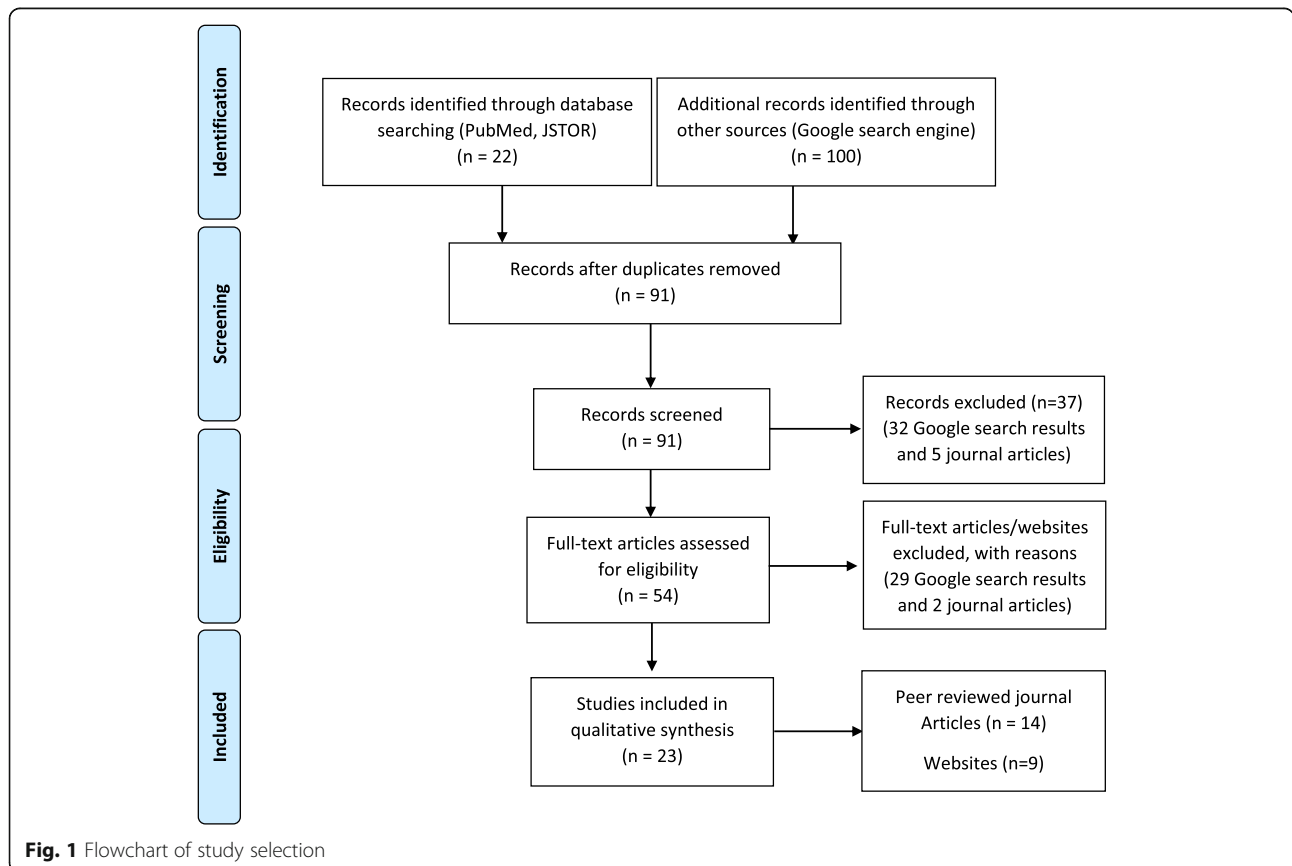 Identification
Records identified through database
searching (PubMed, JSTOR)
(n = 22)
Additional records identified through
other sources (Google search engine)
(n = 100)
Screening
Records after duplicates removed
(n = 91)
Records screened
(n = 91)
Records excluded (n=37)
(32 Google search results
and 5 journal articles)
Eligibility
Full-text articles assessed
for eligibility
(n = 54)
Full-text articles/websites
excluded, with reasons
(29 Google search results
and 2 journal articles)
Included
Studies included in
qualitative synthesis
(n = 23)
Peer reviewed journal
Articles (n = 14)
Websites (n=9)
Fig. 1 Flowchart of study selection